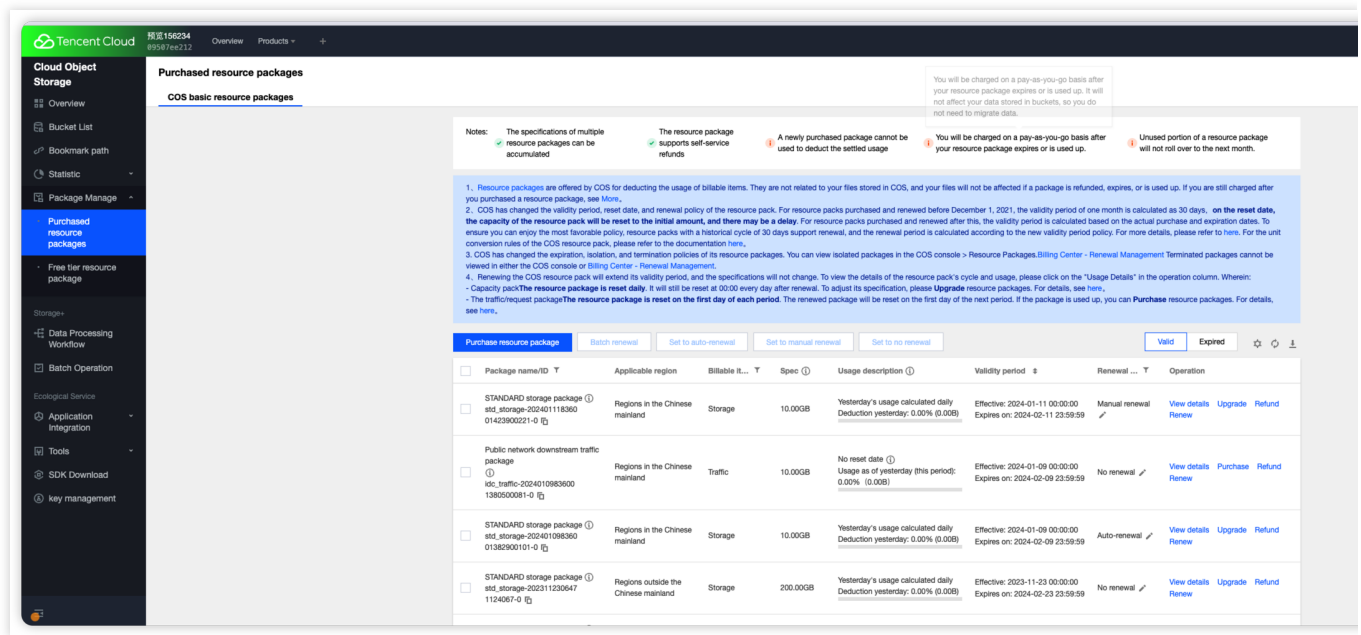 Tencent Cloud
预览156234
09507ee212
Overview
Products
Cloud Object
Storage
Overview
Bucket List
Bookmark path
Statistic
Package Manage
Purchased
resource
packages
Free tier resource
package
Storage+
Data Processing
Workflow
Batch Operation
Ecological Service
Application
Integration
Tools
SDK Download
key management
Purchased resource packages
COS basic resource packages
You will be charged on a pay-as-you-go basis after
your resource package expires or is used up. It will
not affect your data stored in buckets, so you do
not need to migrate data.
Notes:
The specifications of multiple
resource packages can be
accumulated
The resource package
supports self-service
refunds
A newly purchased package cannot be
used to deduct the settled usage
You will be charged on a pay-as-you-go basis after
your resource package expires or is used up.
Unused portion of a resource package
will not roll over to the next month.
1、Resource packages are offered by COS for deducting the usage of billable items. They are not related to your files stored in COS, and your files will not be affected if a package is refunded, expires, or is used up. If you are still charged after
you purchased a resource package, see More。
2、COS has changed the validity period, reset date, and renewal policy of the resource pack. For resource packs purchased and renewed before December 1, 2021, the validity period of one month is calculated as 30 days, on the reset date,
the capacity of the resource pack will be reset to the initial amount, and there may be a delay. For resource packs purchased and renewed after this, the validity period is calculated based on the actual purchase and expiration dates. To
ensure you can enjoy the most favorable policy, resource packs with a historical cycle of 30 days support renewal, and the renewal period is calculated according to the new validity period policy. For more details, please refer to here. For the unit
conversion rules of the COS resource pack, please refer to the documentation here。
3. COS has changed the expiration, isolation, and termination policies of its resource packages. You can view isolated packages in the COS console > Resource Packages.Billing Center - Renewal Management Terminated packages cannot be
viewed in either the COS console or Billing Center - Renewal Management.
4、Renewing the COS resource pack will extend its validity period, and the specifications will not change. To view the details of the resource pack's cycle and usage, please click on the "Usage Details" in the operation column. Wherein:
- Capacity packThe resource package is reset daily. It will still be reset at 00:00 every day after renewal. To adjust its specification, please Upgrade resource packages. For details, see here。
- The traffic/request packageThe resource package is reset on the first day of each period. The renewed package will be reset on the first day of the next period. If the package is used up, you can Purchase resource packages. For details,
see here。
Purchase resource package
Batch renewal
Set to auto-renewal
Set to manual renewal
Set to no renewal
Valid
Expired
Package name/ID
Applicable region
Billable it...
Spec
Usage description
Validity period
Renewal ...
Operation
STANDARD storage package
std_storage-202401118360
01423900221-0
Regions in the Chinese
mainland
Storage
10.00GB
Yesterday's usage calculated daily
Deduction yesterday: 0.00% (0.00B)
Effective: 2024-01-11 00:00:00
Expires on: 2024-02-11 23:59:59
Manual renewal
View details Upgrade Refund
Renew
Public network downstream traffic
package
idc_traffic-2024010983600
1380500081-0
Regions in the Chinese
mainland
Traffic
10.00GB
No reset date
Usage as of yesterday (this period):
0.00% (0.00B)
Effective: 2024-01-09 00:00:00
Expires on: 2024-02-09 23:59:59
No renewal
View details Purchase Refund
Renew
STANDARD storage package
std_storage-202401098360
01382900101-0
Regions in the Chinese
mainland
Storage
10.00GB
Yesterday's usage calculated daily
Deduction yesterday: 0.00% (0.00B)
Effective: 2024-01-09 00:00:00
Expires on: 2024-02-09 23:59:59
Auto-renewal
View details Upgrade Refund
Renew
STANDARD storage package
std_storage-202311230647
1124067-0
Regions outside the
Chinese mainland
Storage
200.00GB
Yesterday's usage calculated daily
Deduction yesterday: 0.00% (0.00B)
Effective: 2023-11-23 00:00:00
Expires on: 2024-02-23 23:59:59
No renewal
View details Upgrade Refund
Renew